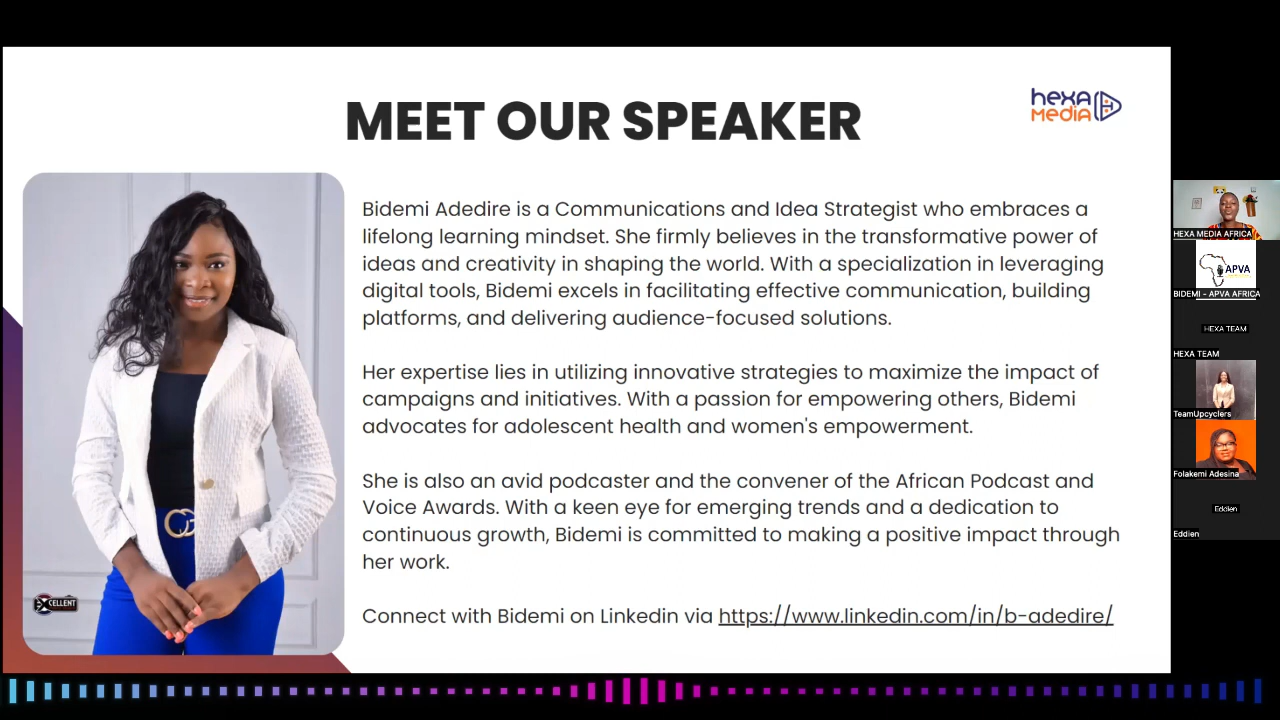 MEET OUR SPEAKER
hexa
media
Bidemi Adedire is a Communications and Idea Strategist who embraces a
lifelong learning mindset. She firmly believes in the transformative power of
ideas and creativity in shaping the world. With a specialization in leveraging
digital tools, Bidemi excels in facilitating effective communication, building
platforms, and delivering audience-focused solutions.
Her expertise lies in utilizing innovative strategies to maximize the impact of
campaigns and initiatives. With a passion for empowering others, Bidemi
advocates for adolescent health and women's empowerment.
She is also an avid podcaster and the convener of the African Podcast and
Voice Awards. With a keen eye for emerging trends and a dedication to
continuous growth, Bidemi is committed to making a positive impact through
her work.
Connect with Bidemi on Linkedin via https://www.linkedin.com/in/b-adedire/
EXCELLENT
HEXA MEDIA AFRICA
APVA
BIDEMI - APVA AFRICA
HEXA TEAM
HEXA TEAM
TeamUpcyclers
Folakemi Adesina
Eddien
Eddien